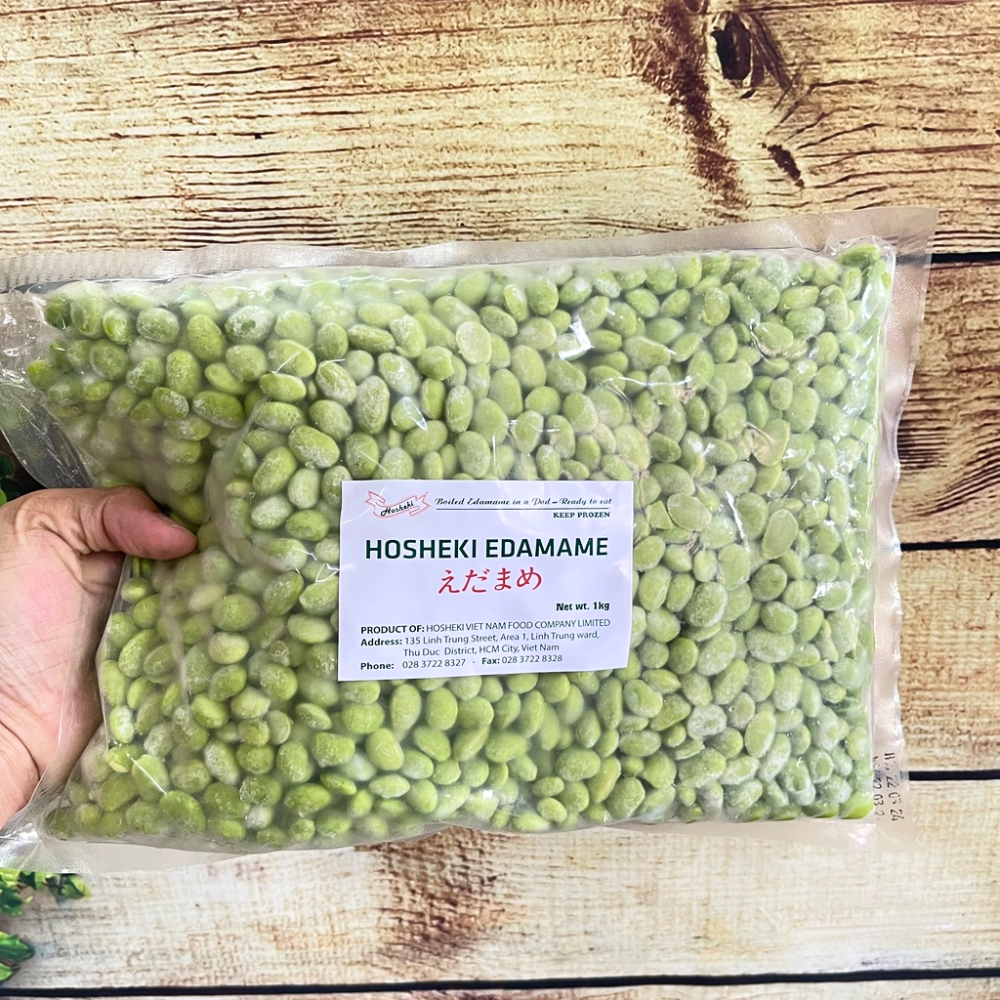 Hosheki
Boiled Edamame in a Pod – Ready to eat
KEEP PROZEN
HOSHEKI EDAMAME
えだまめ
Net wt. 1kg
PRODUCT OF: HOSHEKI VIET NAM FOOD COMPANY LIMITED
Address: 135 Linh Trung Street, Area 1, Linh Trung ward,
Thu Duc District, HCM City, Viet Nam
Phone: 028 3722 8327 - Fax: 028 3722 8328